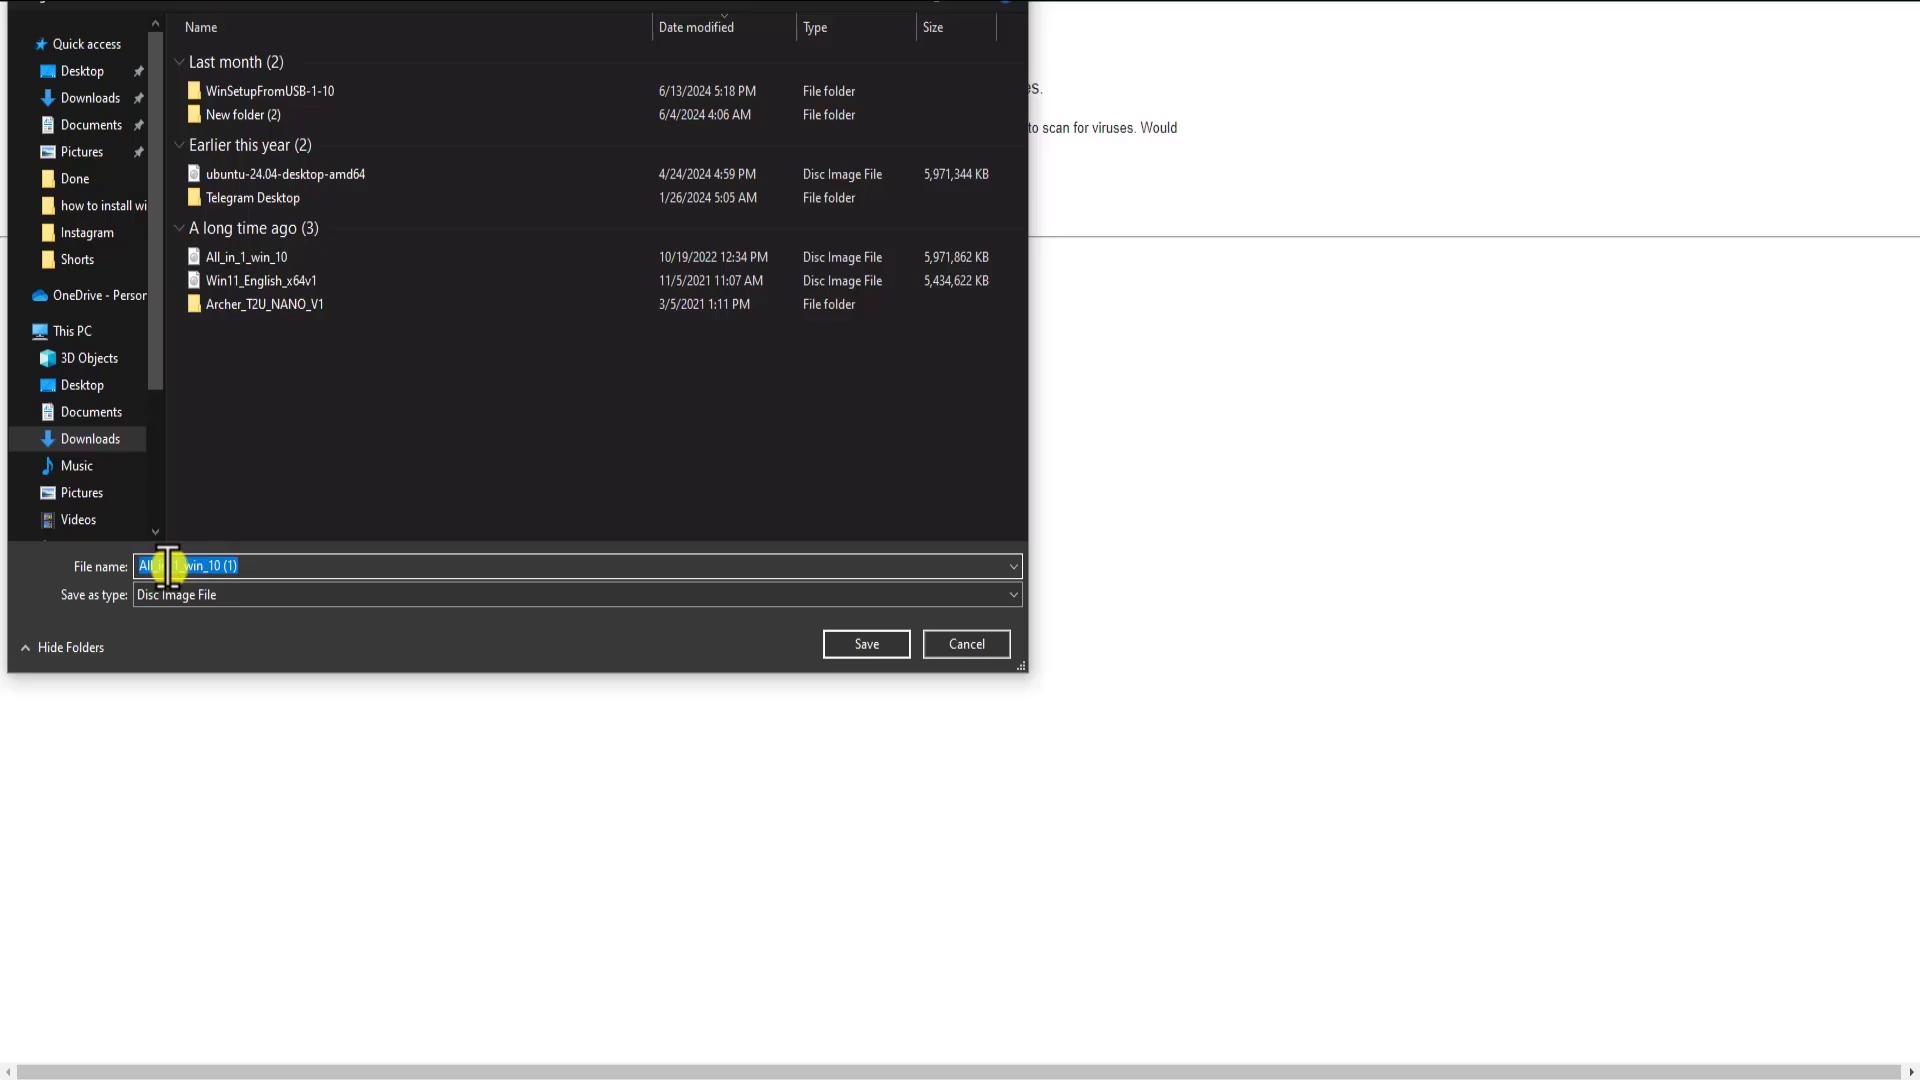 Name Date modified Type Size
Quick access
Last month (2)
Desktop
WinSetupFromUSB-1-10 6/13/2024 5:18 PM File folder
es.
Downloads
New folder (2) 6/4/2024 4:06 AM File folder
Documents
to scan for viruses. Would
Earlier this year (2)
Pictures
Done
ubuntu-24.04-desktop-amd64 4/24/2024 4:59 PM Disc Image File 5,971,344 KB
how to install wi
Telegram Desktop 1/26/2024 5:05 AM File folder
Instagram
A long time ago (3)
Shorts
All_in_1_win_10 10/19/2022 12:34 PM Disc Image File 5,971,862 KB
Win11_English_x64v1 11/5/2021 11:07 AM Disc Image File 5,434,622 KB
OneDrive - Person
Archer_T2U_NANO_V1 3/5/2021 1:11 PM File folder
This PC
3D Objects
Desktop
Documents
Downloads
Music
Pictures
Videos
File name: All_in_1_win_10 (1)
Save as type: Disc Image File
Hide Folders
Save Cancel